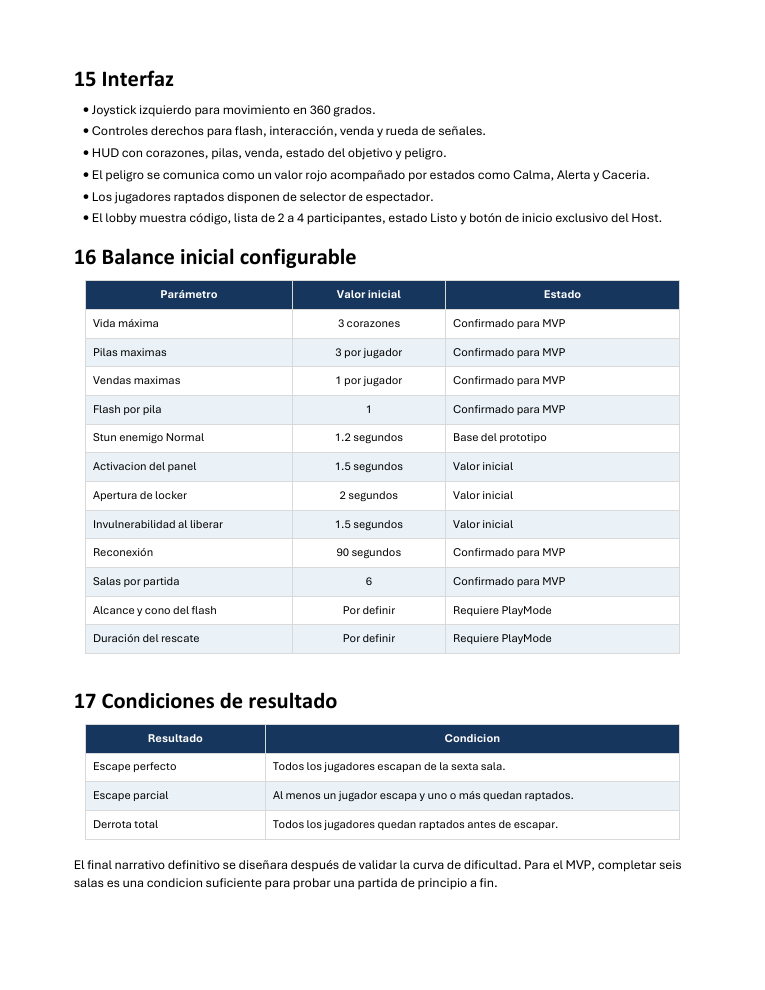 15 Interfaz
• Joystick izquierdo para movimiento en 360 grados.
• Controles derechos para flash, interacción, venda y rueda de señales.
• HUD con corazones, pilas, venda, estado del objetivo y peligro.
• El peligro se comunica como un valor rojo acompañado por estados como Calma, Alerta y Caceria.
• Los jugadores raptados disponen de selector de espectador.
• El lobby muestra código, lista de 2 a 4 participantes, estado Listo y botón de inicio exclusivo del Host.
16 Balance inicial configurable
Parámetro Valor inicial Estado
Vida máxima 3 corazones Confirmado para MVP
Pilas maximas 3 por jugador Confirmado para MVP
Vendas maximas 1 por jugador Confirmado para MVP
Flash por pila 1 Confirmado para MVP
Stun enemigo Normal 1.2 segundos Base del prototipo
Activacion del panel 1.5 segundos Valor inicial
Apertura de locker 2 segundos Valor inicial
Invulnerabilidad al liberar 1.5 segundos Valor inicial
Reconexión 90 segundos Confirmado para MVP
Salas por partida 6 Confirmado para MVP
Alcance y cono del flash Por definir Requiere PlayMode
Duración del rescate Por definir Requiere PlayMode
17 Condiciones de resultado
Resultado Condicion
Escape perfecto Todos los jugadores escapan de la sexta sala.
Escape parcial Al menos un jugador escapa y uno o más quedan raptados.
Derrota total Todos los jugadores quedan raptados antes de escapar.
El final narrativo definitivo se diseñara después de validar la curva de dificultad. Para el MVP, completar seis
salas es una condicion suficiente para probar una partida de principio a fin.